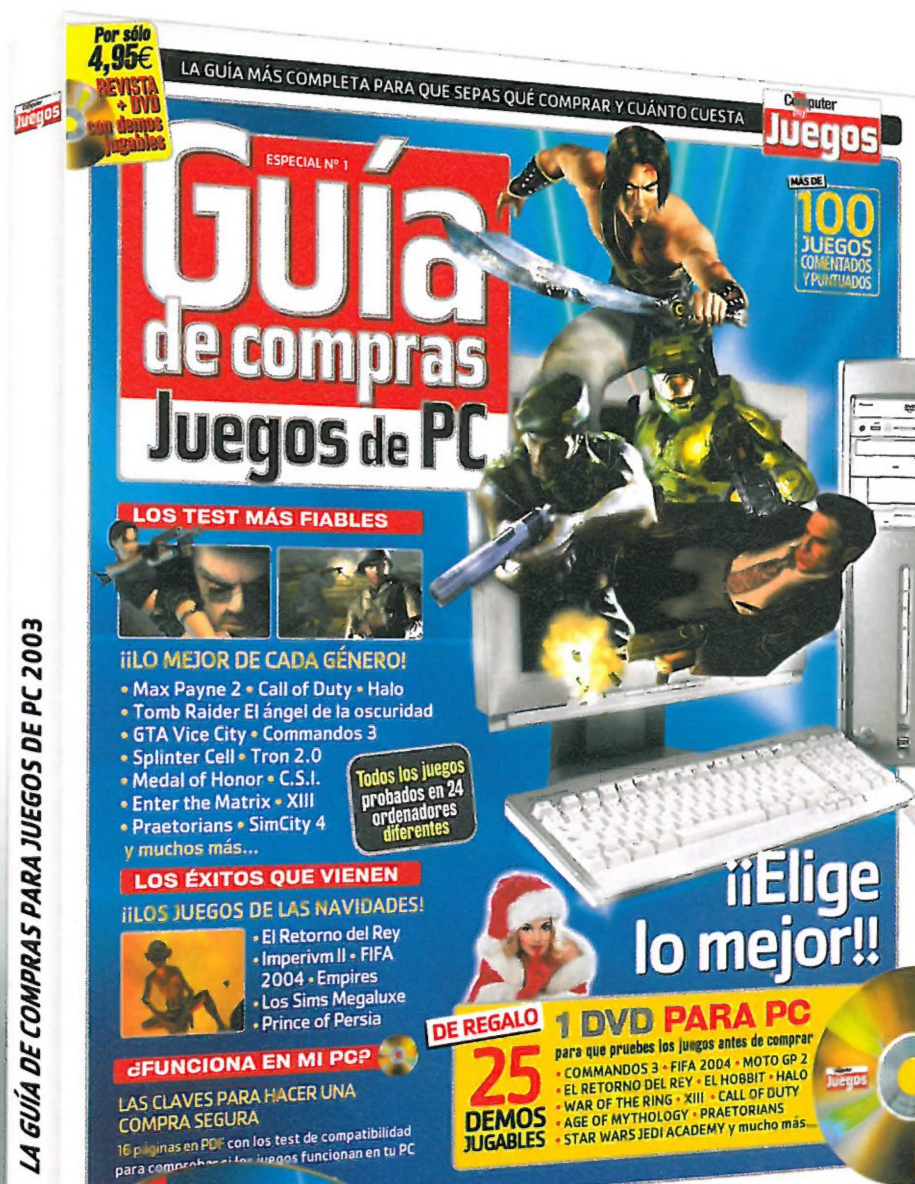 Por sólo
4,95€
REVISTA
+ DVD
con demos
jugables
LA GUÍA MÁS COMPLETA PARA QUE SEPAS QUÉ COMPRAR Y CUÁNTO CUESTA
Computer
Juegos
Juegos
ESPECIAL Nº 1
Guía
de compras
Juegos de PC
MÁS DE
100
JUEGOS
COMENTADOS
Y PUNTUADOS
LOS TEST MÁS FIABLES
¡¡LO MEJOR DE CADA GÉNERO!
• Max Payne 2 • Call of Duty • Halo
• Tomb Raider El ángel de la oscuridad
• GTA Vice City • Commandos 3
• Splinter Cell • Tron 2.0
• Medal of Honor • C.S.I.
• Enter the Matrix • XIII
• Praetorians • SimCity 4
y muchos más...
Todos los juegos
probados en 24
ordenadores
diferentes
LOS ÉXITOS QUE VIENEN
¡¡LOS JUEGOS DE LAS NAVIDADES!
• El Retorno del Rey
• Imperivm II • FIFA
2004 • Empires
• Los Sims Megaluxe
• Prince of Persia
¡¡Elige
lo mejor!!
¿FUNCIONA EN MI PC?
LAS CLAVES PARA HACER UNA
COMPRA SEGURA
16 páginas en PDF con los test de compatibilidad
para comprobar si los juegos funcionan en tu PC
DE REGALO
25
DEMOS
JUGABLES
1 DVD PARA PC
para que pruebes los juegos antes de comprar
• COMMANDOS 3 • FIFA 2004 • MOTO GP 2
• EL RETORNO DEL REY • EL HOBBIT • HALO
• WAR OF THE RING • XIII • CALL OF DUTY
• AGE OF MYTHOLOGY • PRAETORIANS
• STAR WARS JEDI ACADEMY y mucho más...
Juegos
LA GUÍA DE COMPRAS PARA JUEGOS DE PC 2003